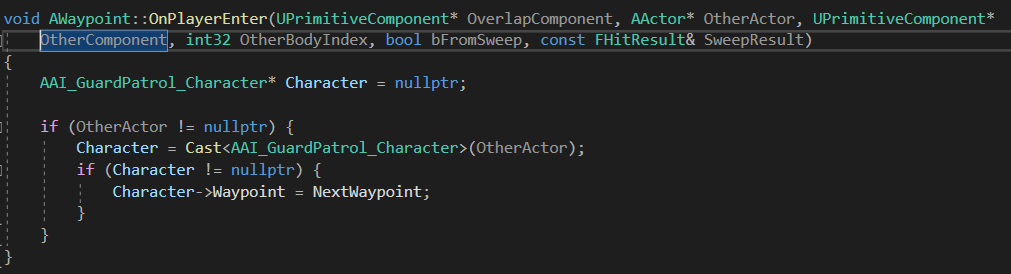 void AWaypoint::OnPlayerEnter(UPrimitiveComponent* OverlapComponent, AActor* OtherActor, UPrimitiveComponent*
    OtherComponent, int32 OtherBodyIndex, bool bFromSweep, const FHitResult& SweepResult)
{
    AAI_GuardPatrol_Character* Character = nullptr;

    if (OtherActor != nullptr) {
        Character = Cast<AAI_GuardPatrol_Character>(OtherActor);
        if (Character != nullptr) {
            Character->Waypoint = NextWaypoint;
        }
    }
}